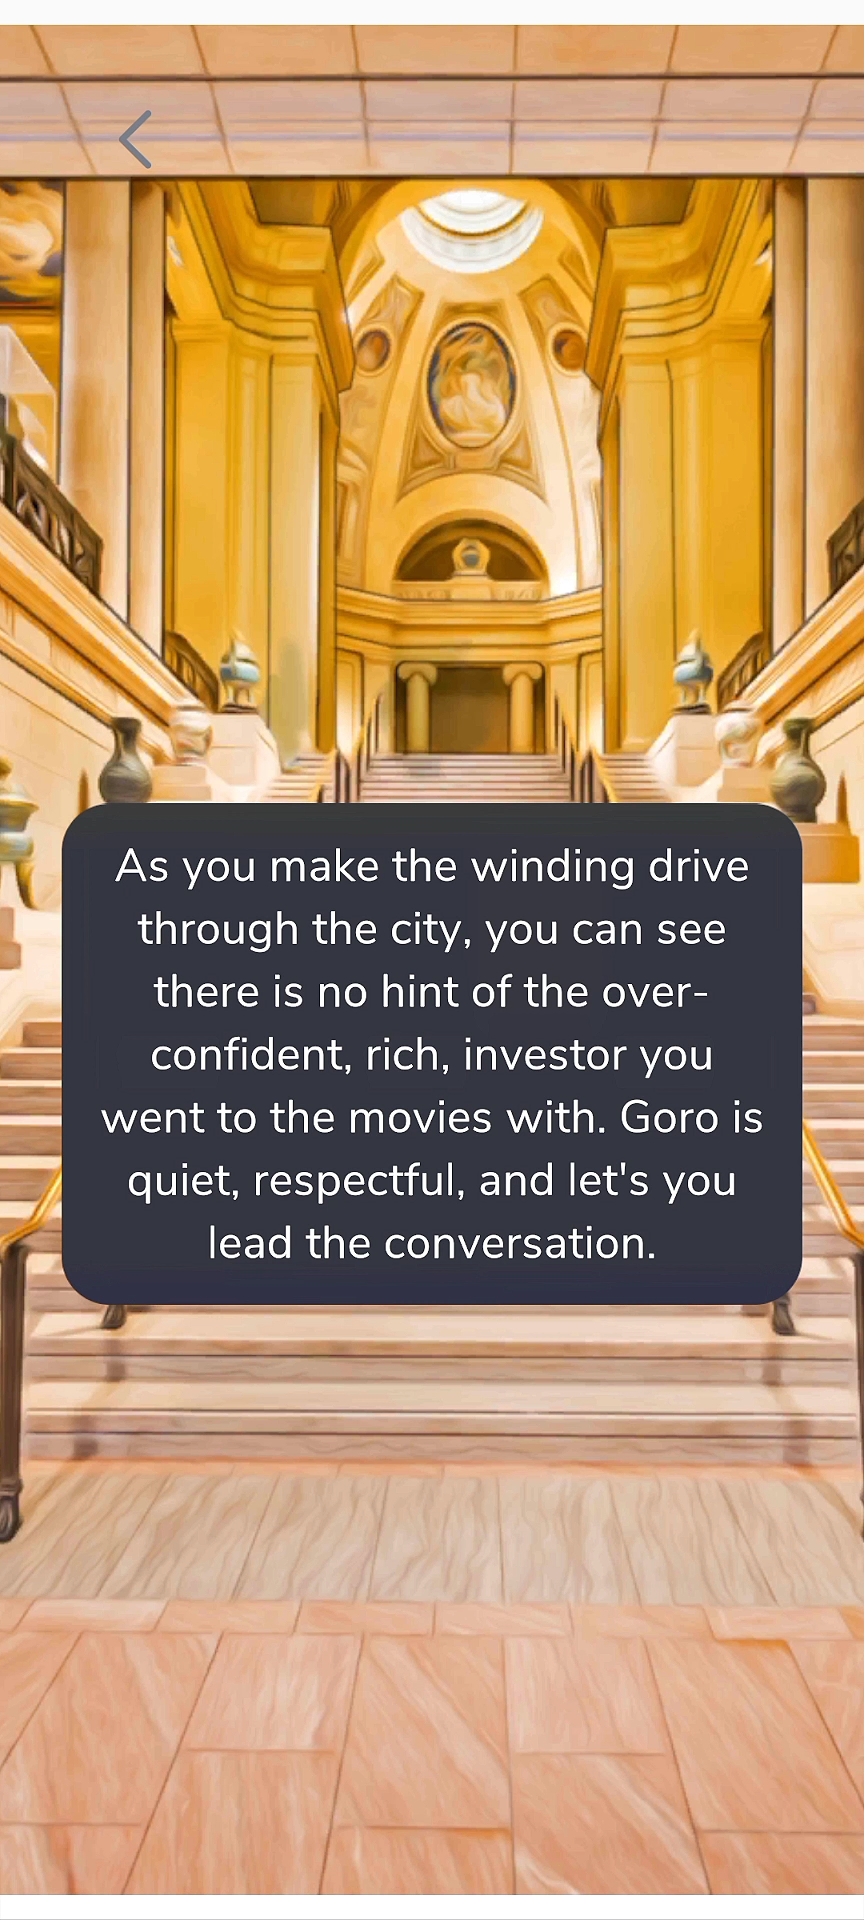 As you make the winding drive
through the city, you can see
there is no hint of the over-
confident, rich, investor you
went to the movies with. Goro is
quiet, respectful, and let's you
lead the conversation.